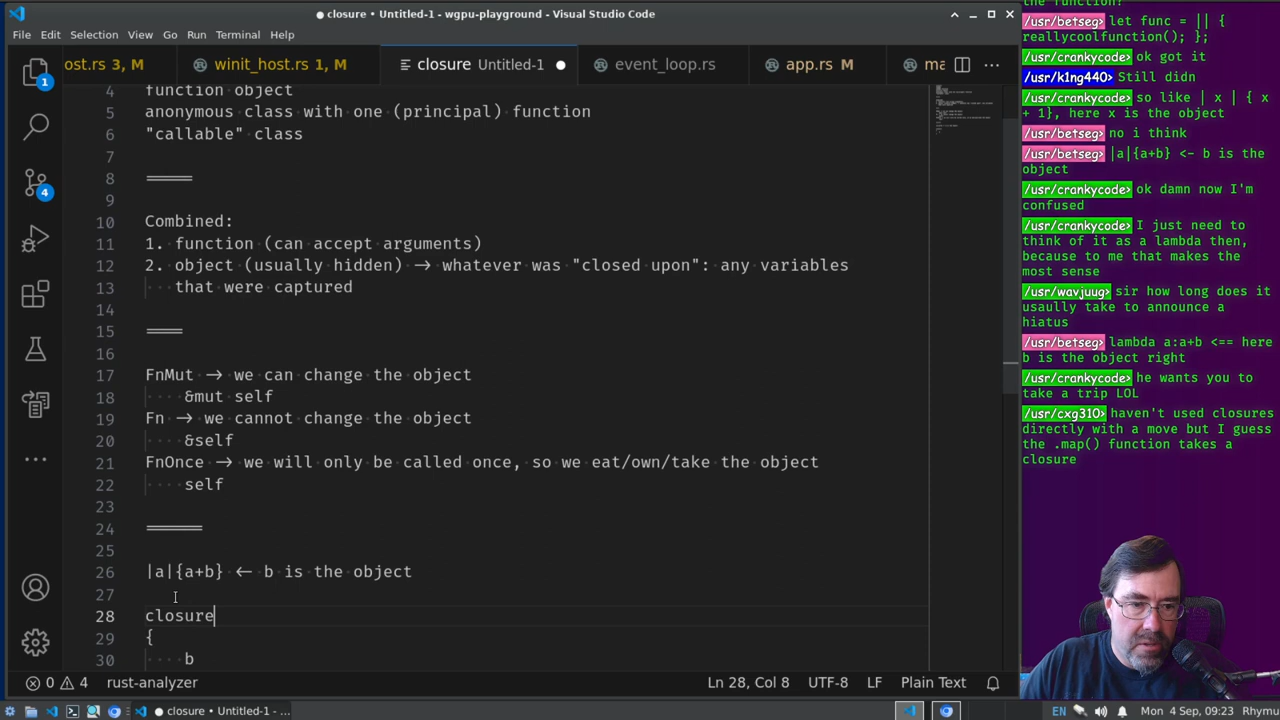 closure • Untitled-1 - wgpu-playground - Visual Studio Code
File Edit Selection View Go Run Terminal Help
ost.rs 3, M
winit_host.rs 1, M
closure Untitled-1
event_loop.rs
app.rs M
ma
4 function object
5 anonymous class with one (principal) function
6 "callable" class
7
8 =====
9
10 Combined:
11 1. function (can accept arguments)
12 2. object (usually hidden) -> whatever was "closed upon": any variables
13 that were captured
14
15 ====
16
17 FnMut -> we can change the object
18 &mut self
19 Fn -> we cannot change the object
20 &self
21 FnOnce -> we will only be called once, so we eat/own/take the object
22 self
23
24 ======
25
26 |a|{a+b} <- b is the object
27
28 closure
29 {
30 b
1
4
0 4 rust-analyzer
Ln 28, Col 8 UTF-8 LF Plain Text
closure • Untitled-1 - ...
EN Mon 4 Sep, 09:23 Rhymu
the function?
/usr/betseg> let func = || {
reallycoolfunction(); };
/usr/crankycode> ok got it
/usr/k1ng440> Still didn
/usr/crankycode> so like | x | { x
+ 1}, here x is the object
/usr/betseg> no i think
/usr/betseg> |a|{a+b} <- b is the
object
/usr/crankycode> ok damn now I'm
confused
/usr/crankycode> I just need to
think of it as a lambda then,
because to me that makes the
most sense
/usr/wavjuug> sir how long does it
usaully take to announce a
hiatus
/usr/betseg> lambda a:a+b <== here
b is the object right
/usr/crankycode> he wants you to
take a trip LOL
/usr/cxg310> haven't used closures
directly with a move but I guess
the .map() function takes a
closure